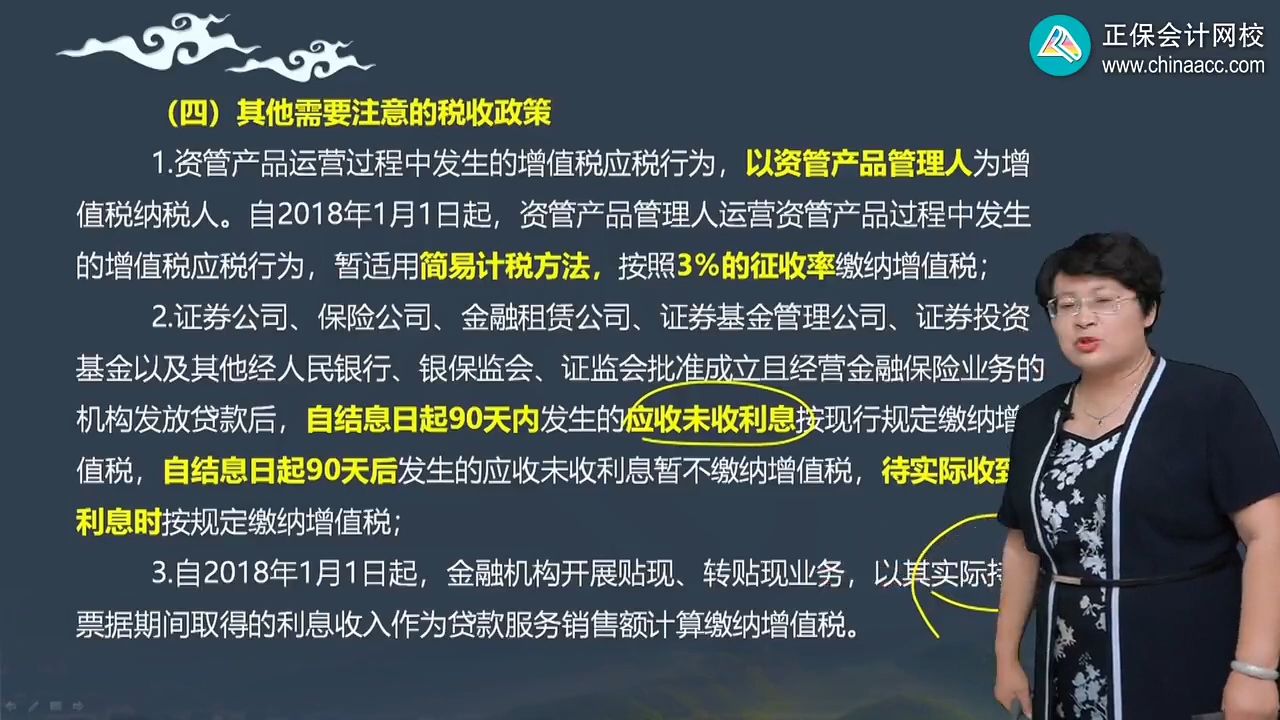 正保会计网校
www.chinaacc.com
（四）其他需要注意的税收政策
1.资管产品运营过程中发生的增值税应税行为，以资管产品管理人为增
值税纳税人。自2018年1月1日起，资管产品管理人运营资管产品过程中发生
的增值税应税行为，暂适用简易计税方法，按照3%的征收率缴纳增值税；
2.证券公司、保险公司、金融租赁公司、证券基金管理公司、证券投资
基金以及其他经人民银行、银保监会、证监会批准成立且经营金融保险业务的
机构发放贷款后，自结息日起90天内发生的应收未收利息按现行规定缴纳增
值税，自结息日起90天后发生的应收未收利息暂不缴纳增值税，待实际收到
利息时按规定缴纳增值税；
3.自2018年1月1日起，金融机构开展贴现、转贴现业务，以其实际持
票据期间取得的利息收入作为贷款服务销售额计算缴纳增值税。